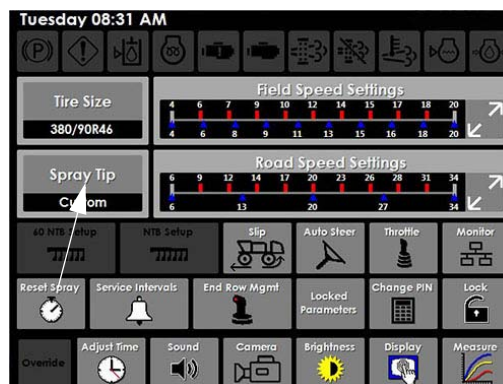 Tuesday 08:31 AM
Tire Size
380/90R46
Field Speed Settings
4 6 7 9 10 12 14 15 17 18 20
4 6 8 9 11 13 15 16 18 20
Spray Tip
Custom
Road Speed Settings
6 9 12 14 17 20 23 26 28 31 34
6 13 20 27 34
60 NTB Setup
NTB Setup
Slip
Auto Steer
Throttle
Monitor
Reset Spray
Service Intervals
End Row Mgmt
Locked
Parameters
Change PIN
Lock
Override
Adjust Time
Sound
Camera
Brightness
Display
Measure